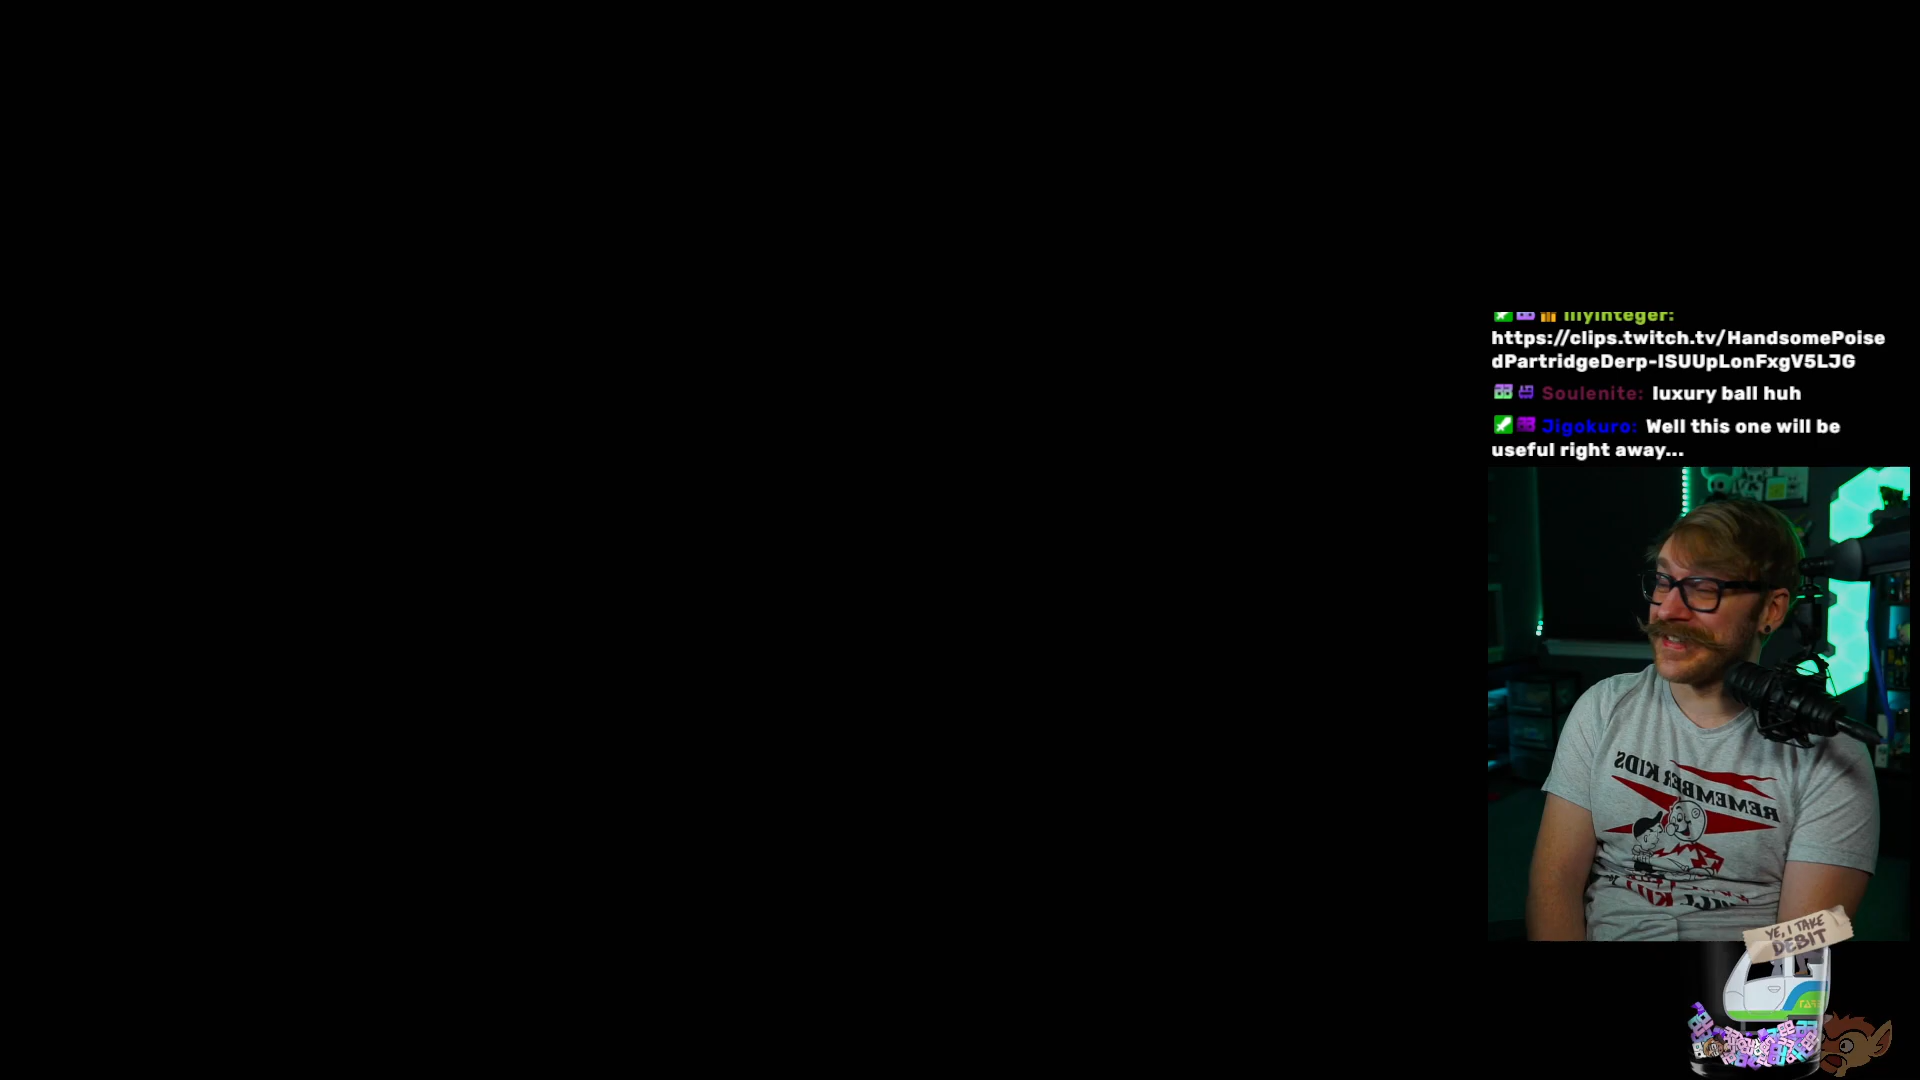 myinteger:
https://clips.twitch.tv/HandsomePoise
dPartridgeDerp-ISUUpLonFxgV5LJG
Soulenite: luxury ball huh
Jigokuro: Well this one will be
useful right away...
REMEMBER KIDS
YE, I TAKE
DEBIT